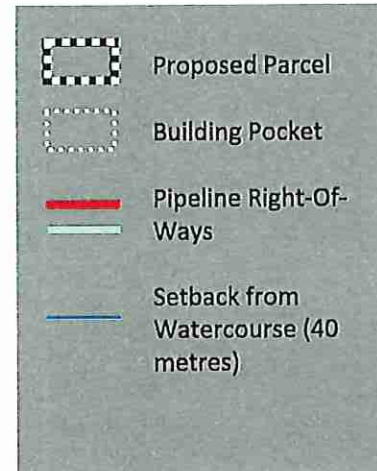 Proposed Parcel
Building Pocket
Pipeline Right-Of-
Ways
Setback from
Watercourse (40
metres)